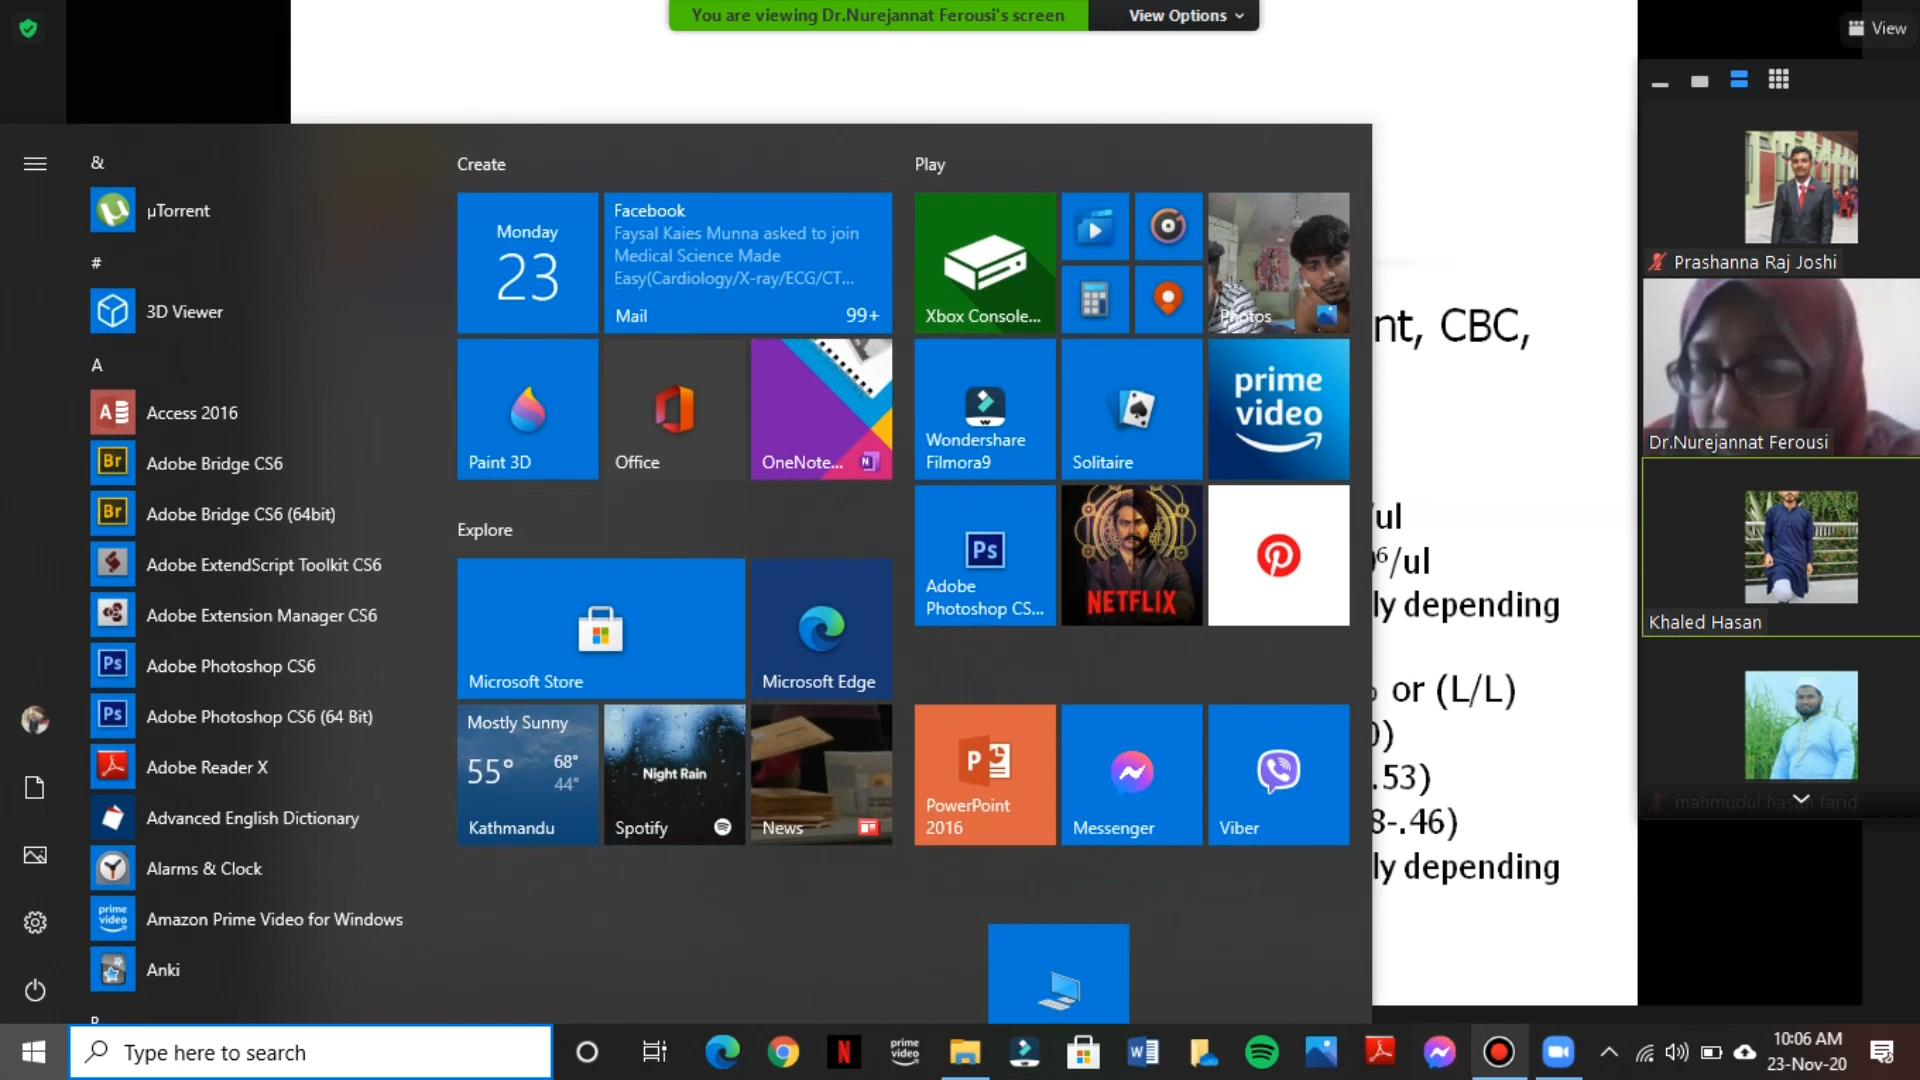 You are viewing Dr.Nurejannat Ferousi's screen
View Options
View
&
µTorrent
#
3D Viewer
A
Access 2016
Adobe Bridge CS6
Adobe Bridge CS6 (64bit)
Adobe ExtendScript Toolkit CS6
Adobe Extension Manager CS6
Adobe Photoshop CS6
Adobe Photoshop CS6 (64 Bit)
Adobe Reader X
Advanced English Dictionary
Alarms & Clock
Amazon Prime Video for Windows
Anki
Create
Monday
23
Facebook
Faysal Kaies Munna asked to join
Medical Science Made
Easy(Cardiology/X-ray/ECG/CT...
Mail 99+
Paint 3D
Office
OneNote...
Explore
Microsoft Store
Microsoft Edge
Mostly Sunny
55° 68°
44°
Kathmandu
Night Rain
Spotify
News
Play
Xbox Console...
Photos
Wondershare
Filmora9
Solitaire
prime
video
Adobe
Photoshop CS...
NETFLIX
PowerPoint
2016
Messenger
Viber
nt, CBC,
/ul
⁶/ul
ly depending
or (L/L)
0)
.53)
8-.46)
ly depending
Prashanna Raj Joshi
Dr.Nurejannat Ferousi
Khaled Hasan
mahmudul hasan farid
Type here to search
prime
video
10:06 AM
23-Nov-20